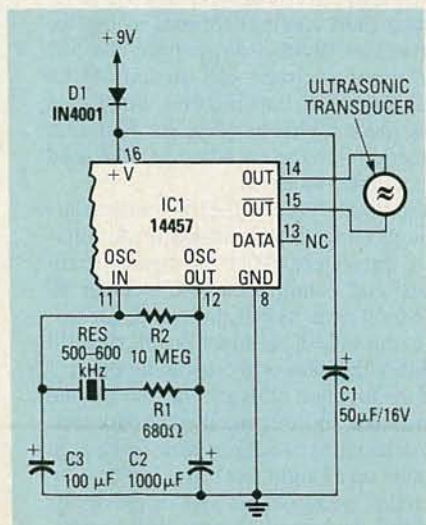 +9V
D1
IN4001
ULTRASONIC
TRANSDUCER
16
+V
OUT
14
IC1
14457
OUT
15
DATA
13
NC
OSC
IN
OSC
OUT
GND
11
12
8
RES
500-600
kHz
R2
10 MEG
R1
680Ω
C1
50µF/16V
C3
100 µF
C2
1000µF